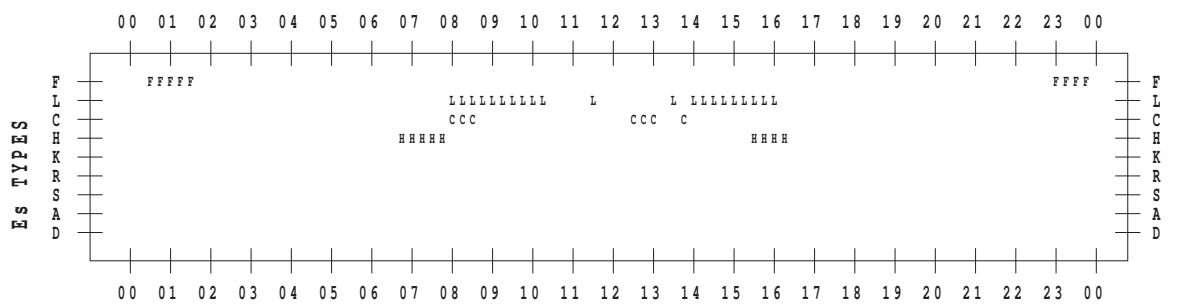 00 01 02 03 04 05 06 07 08 09 10 11 12 13 14 15 16 17 18 19 20 21 22 23 00
F FFFFF FFFF F
L LLLLLLLLLL L L LLLLLLLLL L
C CCC CCC C C
H HHHHH HHHH H
K K
R R
S S
A A
D D
Es TYPES
00 01 02 03 04 05 06 07 08 09 10 11 12 13 14 15 16 17 18 19 20 21 22 23 00